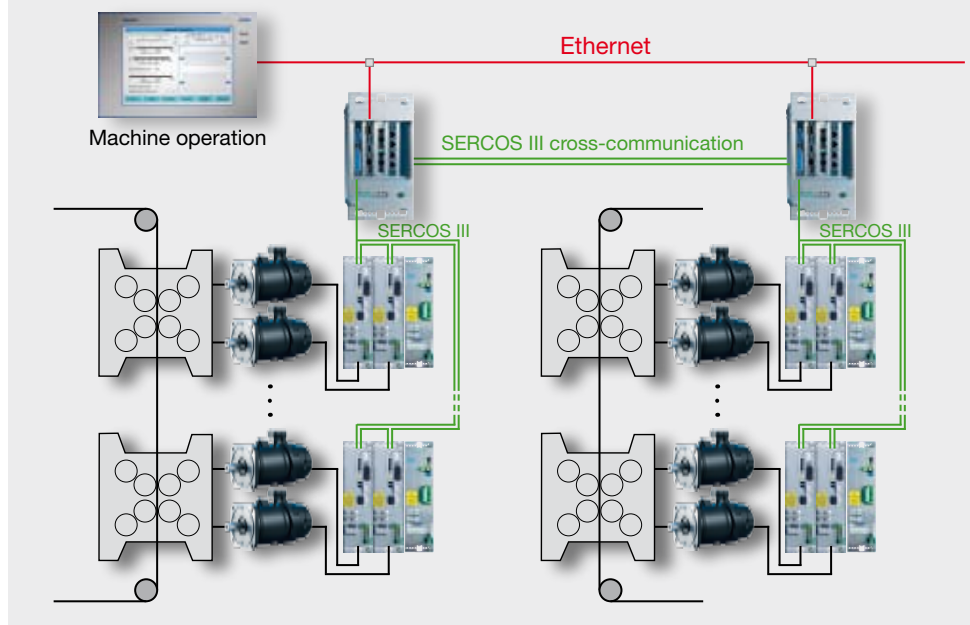 Ethernet
Machine operation
SERCOS III cross-communication
SERCOS III
SERCOS III